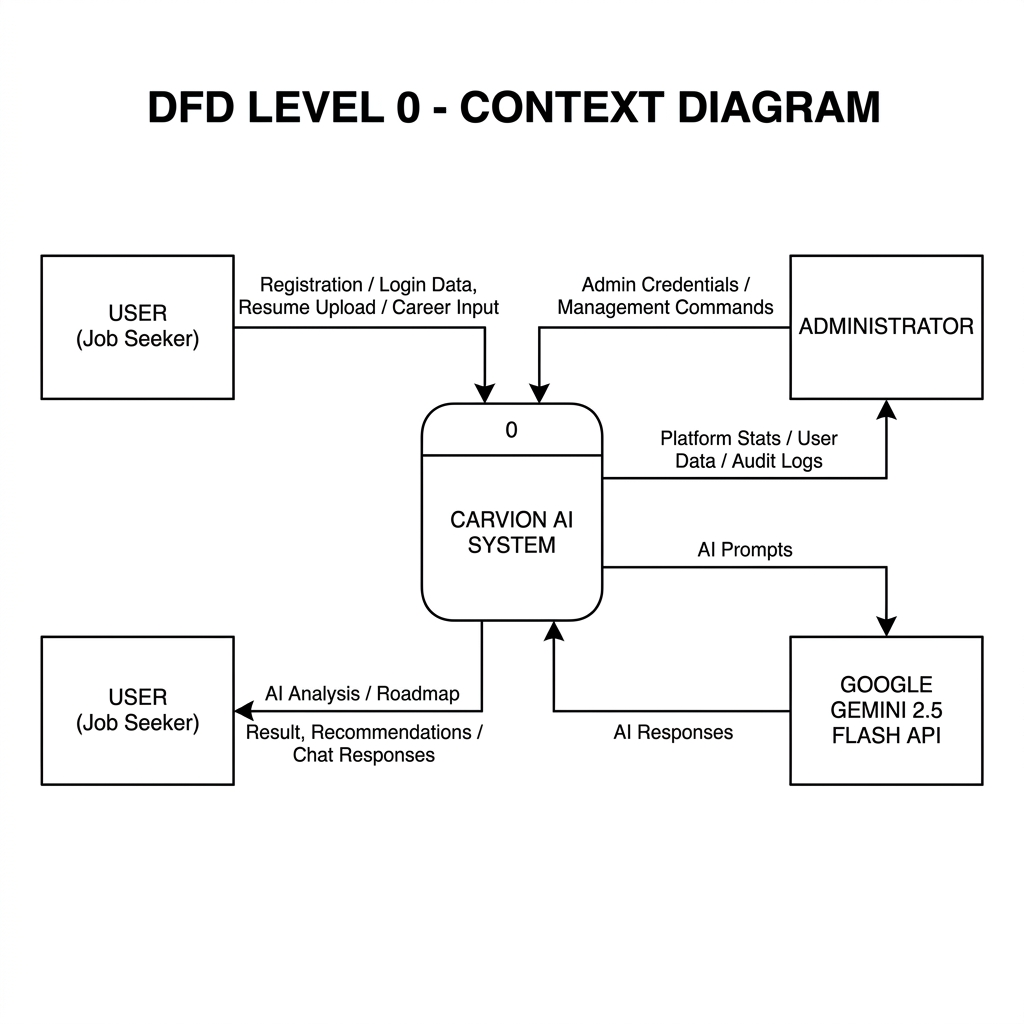 DFD LEVEL 0 - CONTEXT DIAGRAM
USER
(Job Seeker)
Registration / Login Data,
Resume Upload / Career Input
Admin Credentials /
Management Commands
ADMINISTRATOR
0
CARVION AI
SYSTEM
Platform Stats / User
Data / Audit Logs
AI Prompts
USER
(Job Seeker)
AI Analysis / Roadmap
Result, Recommendations /
Chat Responses
AI Responses
GOOGLE
GEMINI 2.5
FLASH API